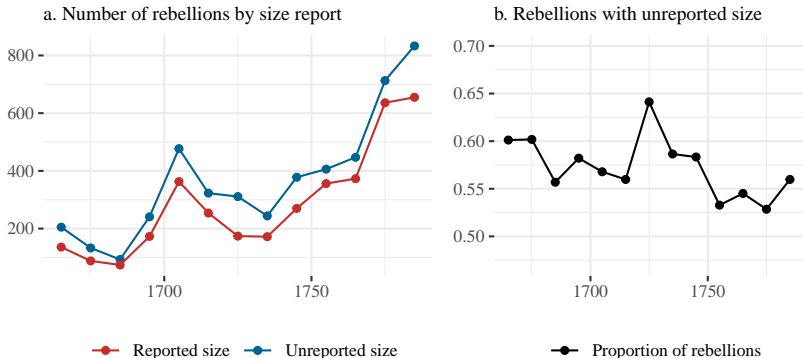 a. Number of rebellions by size report
b. Rebellions with unreported size
800
600
400
200
1700
1750
0.70
0.65
0.60
0.55
0.50
1700
1750
Reported size
Unreported size
Proportion of rebellions